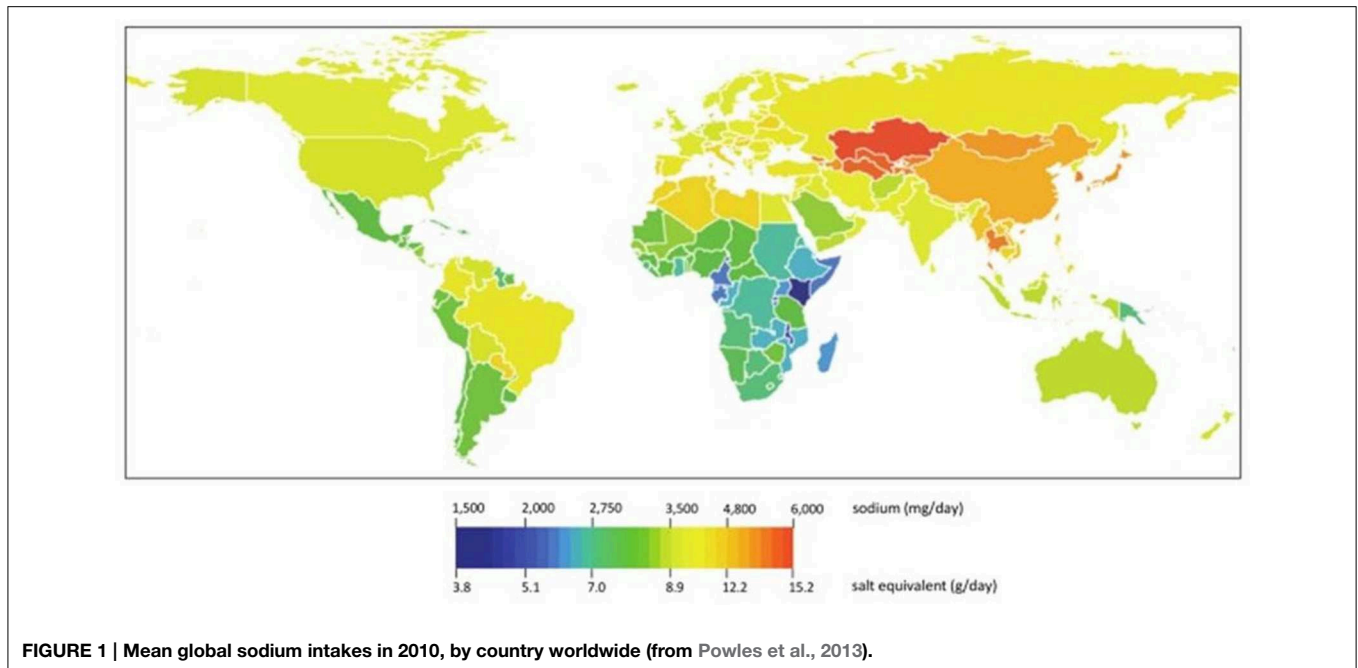 1,500 2,000 2,750 3,500 4,800 6,000 sodium (mg/day)
3.8 5.1 7.0 8.9 12.2 15.2 salt equivalent (g/day)
FIGURE 1 | Mean global sodium intakes in 2010, by country worldwide (from Powles et al., 2013).